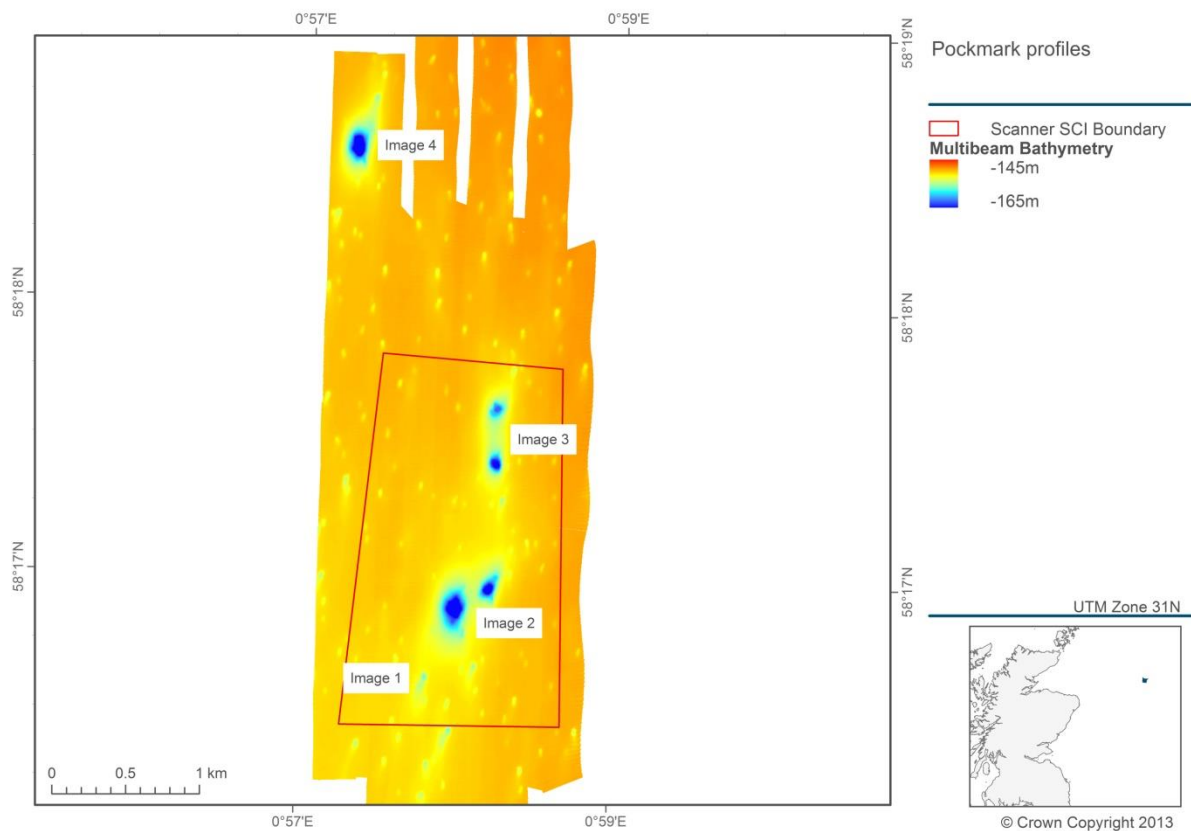 0°57'E
0°59'E
58°19'N
58°18'N
58°18'N
58°17'N
58°17'N
Image 4
Image 3
Image 2
Image 1
0 0.5 1 km
0°57'E
0°59'E
Pockmark profiles
Scanner SCI Boundary
Multibeam Bathymetry
-145m
-165m
UTM Zone 31N
© Crown Copyright 2013